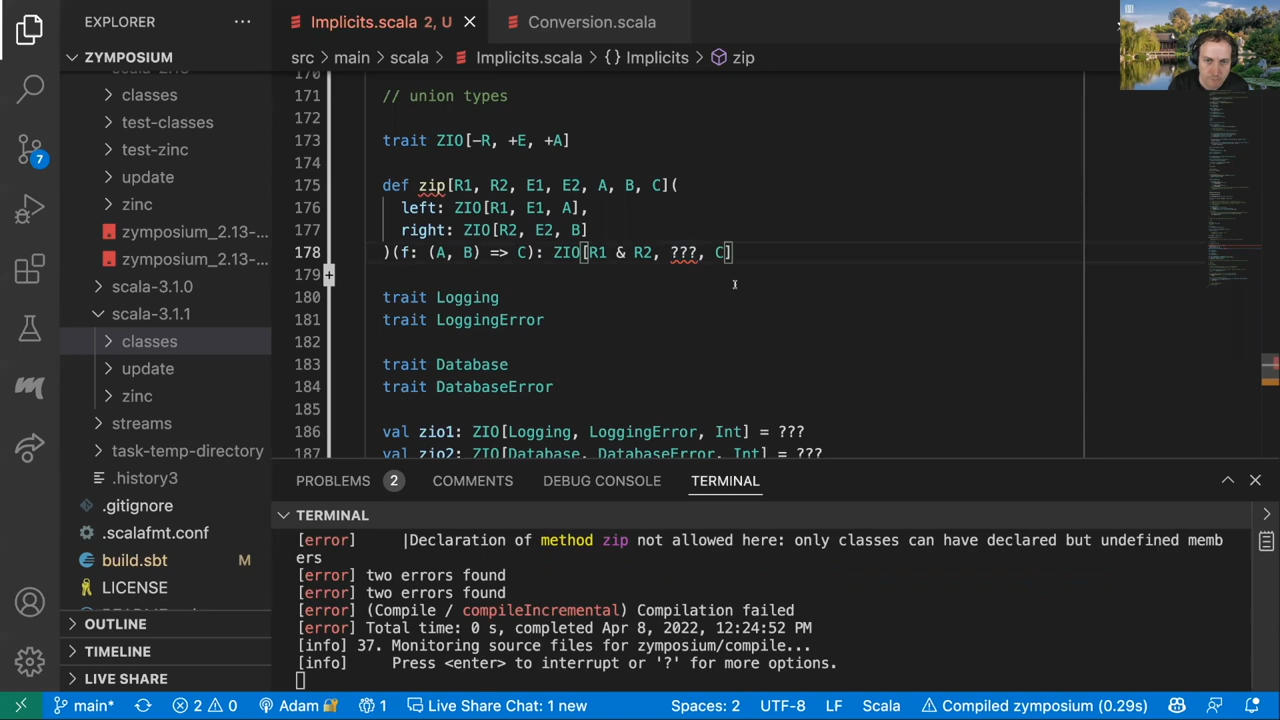 EXPLORER
Implicits.scala 2, U
Conversion.scala
ZYMPOSIUM
src > main > scala > Implicits.scala > {} Implicits > zip
classes
test-classes
test-zinc
update
zinc
zymposium_2.13-...
zymposium_2.13-...
scala-3.1.0
scala-3.1.1
classes
update
zinc
streams
task-temp-directory
.history3
.gitignore
.scalafmt.conf
build.sbt M
LICENSE
OUTLINE
TIMELINE
LIVE SHARE
7
170
171 // union types
172
173 trait ZIO[-R, +E, +A]
174
175 def zip[R1, R2, E1, E2, A, B, C](
176 left: ZIO[R1, E1, A],
177 right: ZIO[R2, E2, B]
178 )(f: (A, B) => C): ZIO[R1 & R2, ???, C]
179
180 trait Logging
181 trait LoggingError
182
183 trait Database
184 trait DatabaseError
185
186 val zio1: ZIO[Logging, LoggingError, Int] = ???
187 val zio2: ZIO[Database, DatabaseError, Int] = ???
PROBLEMS 2 COMMENTS DEBUG CONSOLE TERMINAL
TERMINAL
[error] |Declaration of method zip not allowed here: only classes can have declared but undefined memb
ers
[error] two errors found
[error] two errors found
[error] (Compile / compileIncremental) Compilation failed
[error] Total time: 0 s, completed Apr 8, 2022, 12:24:52 PM
[info] 37. Monitoring source files for zymposium/compile...
[info] Press <enter> to interrupt or '?' for more options.
main* 2 0 Adam 1 Live Share Chat: 1 new Spaces: 2 UTF-8 LF Scala Compiled zymposium (0.29s)